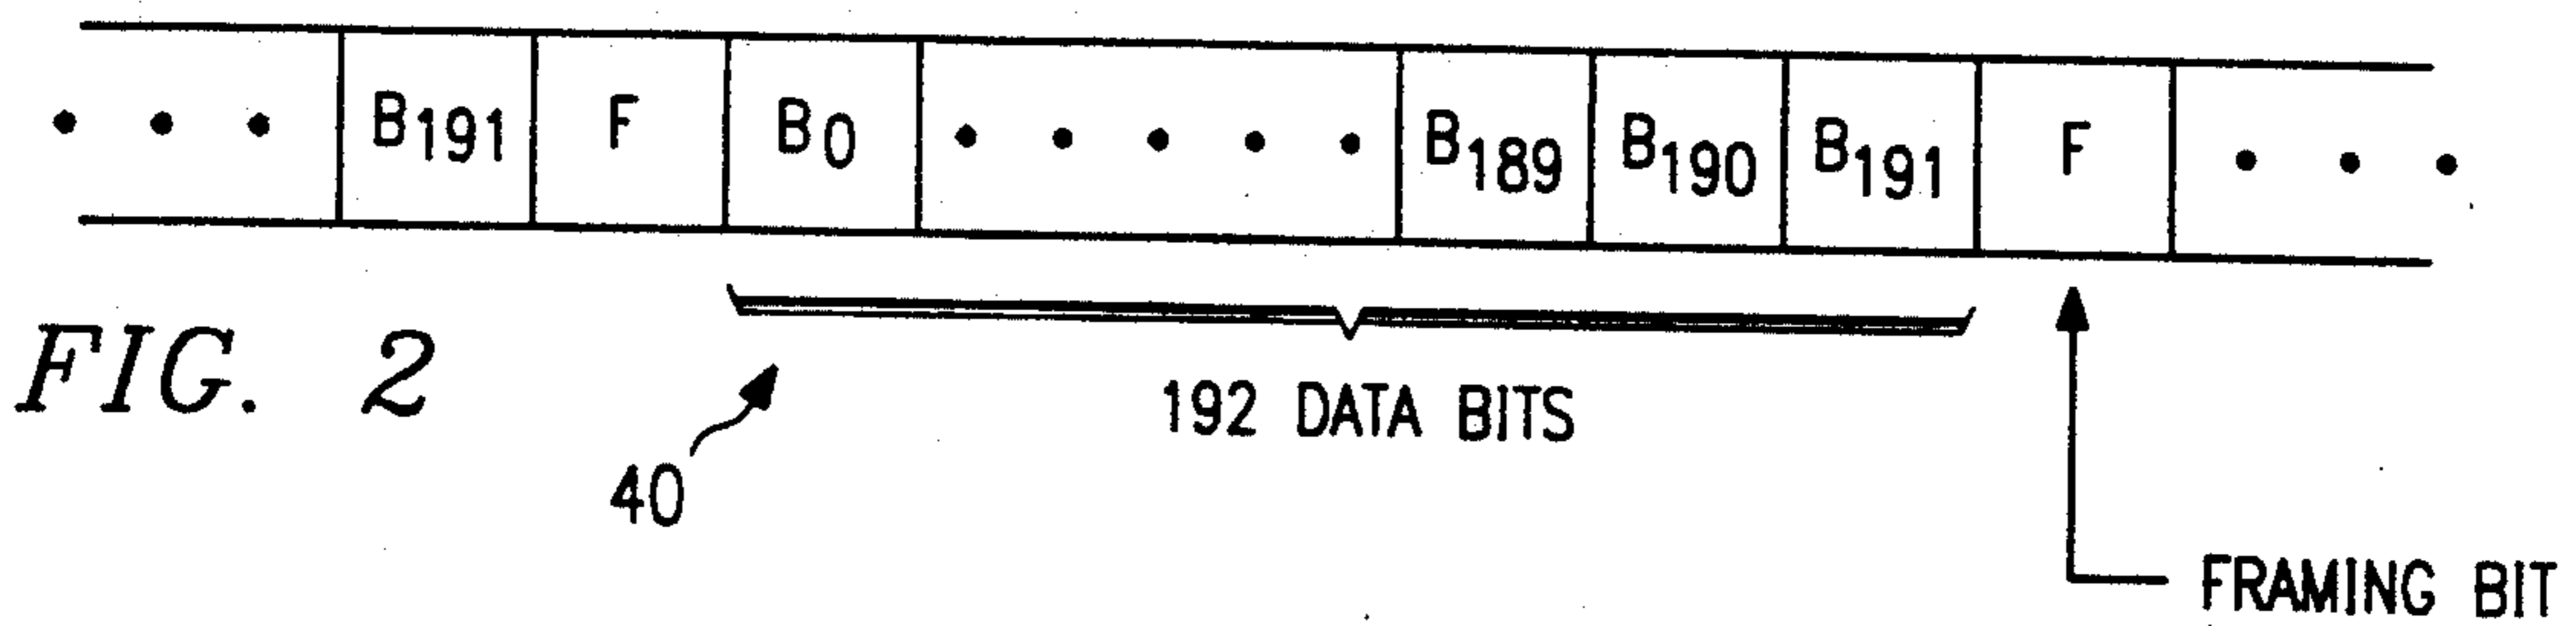 • • • B₁₉₁ F B₀ • • • • • B₁₈₉ B₁₉₀ B₁₉₁ F • • •
FIG. 2
192 DATA BITS
40
FRAMING BIT